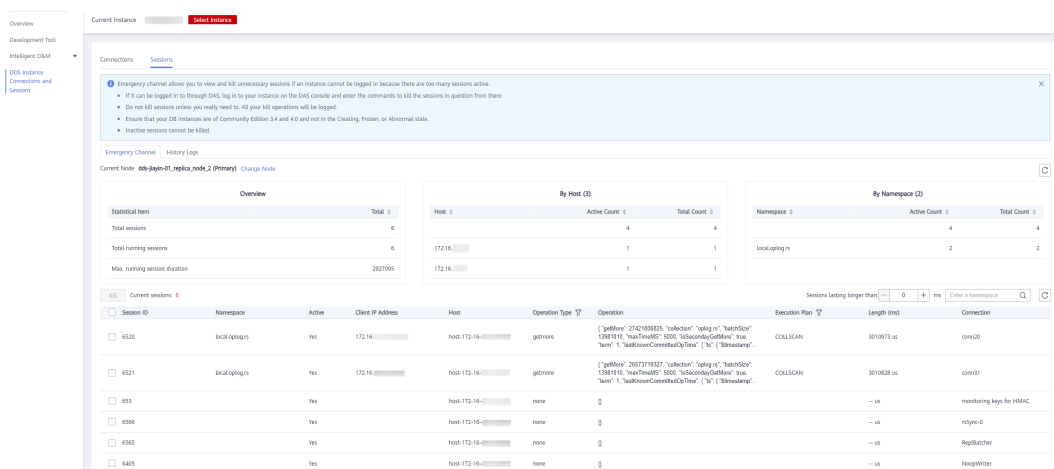 Overview
Development Tool
Intelligent O&M
DDS Instance
Connections and
Sessions
Current Instance Select Instance
Connections Sessions
Emergency channel allows you to view and kill unnecessary sessions if an instance cannot be logged in because there are too many sessions active.
• If it can be logged in to through DAS, log in to your instance on the DAS console and enter the commands to kill the sessions in question from there.
• Do not kill sessions unless you really need to. All your kill operations will be logged.
• Ensure that your DB instances are of Community Edition 3.4 and 4.0 and not in the Creating, Frozen, or Abnormal state.
• Inactive sessions cannot be killed.
Emergency Channel History Logs
Current Node dds-jiayin-01_replica_node_2 (Primary) Change Node
Overview
Statistical Item Total
Total sessions 6
Total running sessions 6
Max. running session duration 2927095
By Host (3)
Host Active Count Total Count
4 4
172.16. 1 1
172.16. 1 1
By Namespace (2)
Namespace Active Count Total Count
4 4
local.oplog.rs 2 2
Kill Current sessions: 6 Sessions lasting longer than: − 0 + ms Enter a namespace
Session ID Namespace Active Client IP Address Host Operation Type Operation Execution Plan Length (ms) Connection
6520 local.oplog.rs Yes 172.16. host-172-16- getmore { "getMore": 27421806825, "collection": "oplog.rs", "batchSize":
13981010, "maxTimeMS": 5000, "isSecondayGetMore": true,
"term": 1, "lastKnownCommittedOpTime": { "ts": { "$timestamp"... COLLSCAN 3010973 us conn20
6521 local.oplog.rs Yes 172.16. host-172-16- getmore { "getMore": 26573719327, "collection": "oplog.rs", "batchSize":
13981010, "maxTimeMS": 5000, "isSecondayGetMore": true,
"term": 1, "lastKnownCommittedOpTime": { "ts": { "$timestamp"... COLLSCAN 3010828 us conn31
653 Yes host-172-16- none {} -- us monitoring keys for HMAC
6566 Yes host-172-16- none {} -- us rsSync-0
6565 Yes host-172-16- none {} -- us ReplBatcher
6405 Yes host-172-16- none {} -- us NoopWriter